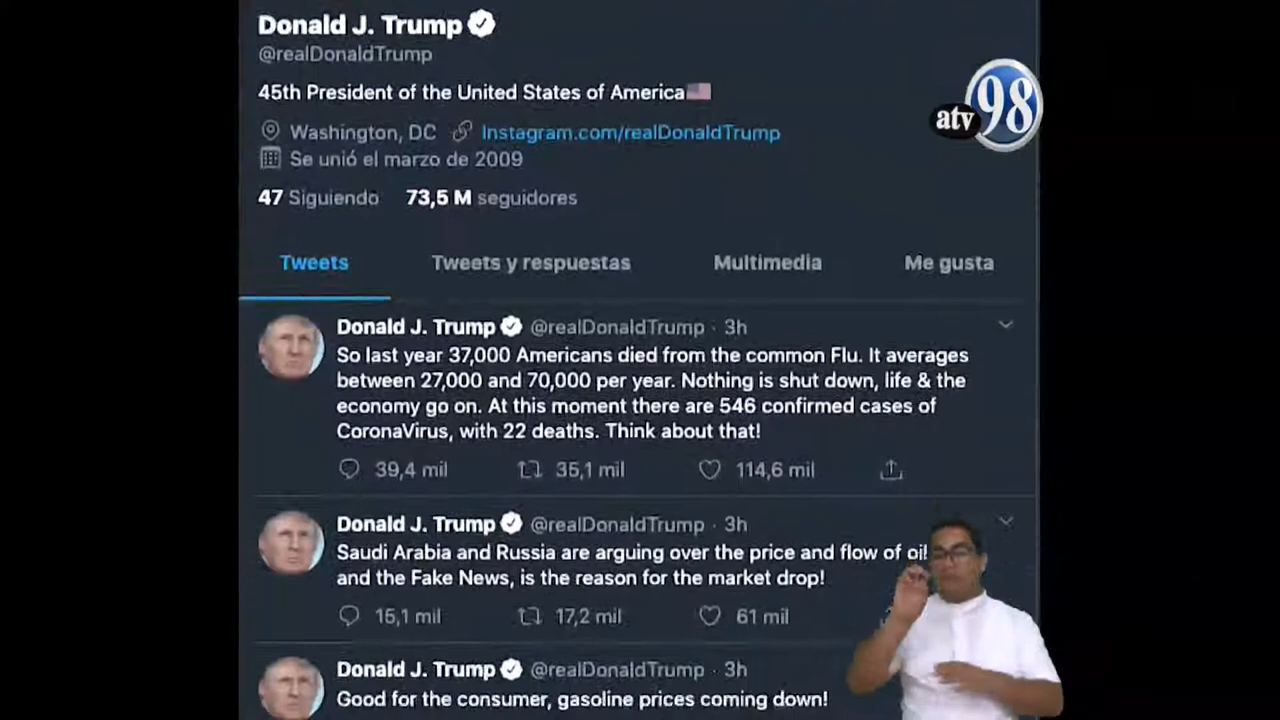 Donald J. Trump
@realDonaldTrump
45th President of the United States of America
Washington, DC Instagram.com/realDonaldTrump
Se unió el marzo de 2009
47 Siguiendo 73,5 M seguidores
atv 98
Tweets Tweets y respuestas Multimedia Me gusta
Donald J. Trump @realDonaldTrump · 3h
So last year 37,000 Americans died from the common Flu. It averages
between 27,000 and 70,000 per year. Nothing is shut down, life & the
economy go on. At this moment there are 546 confirmed cases of
CoronaVirus, with 22 deaths. Think about that!
39,4 mil 35,1 mil 114,6 mil
Donald J. Trump @realDonaldTrump · 3h
Saudi Arabia and Russia are arguing over the price and flow of oil
and the Fake News, is the reason for the market drop!
15,1 mil 17,2 mil 61 mil
Donald J. Trump @realDonaldTrump · 3h
Good for the consumer, gasoline prices coming down!